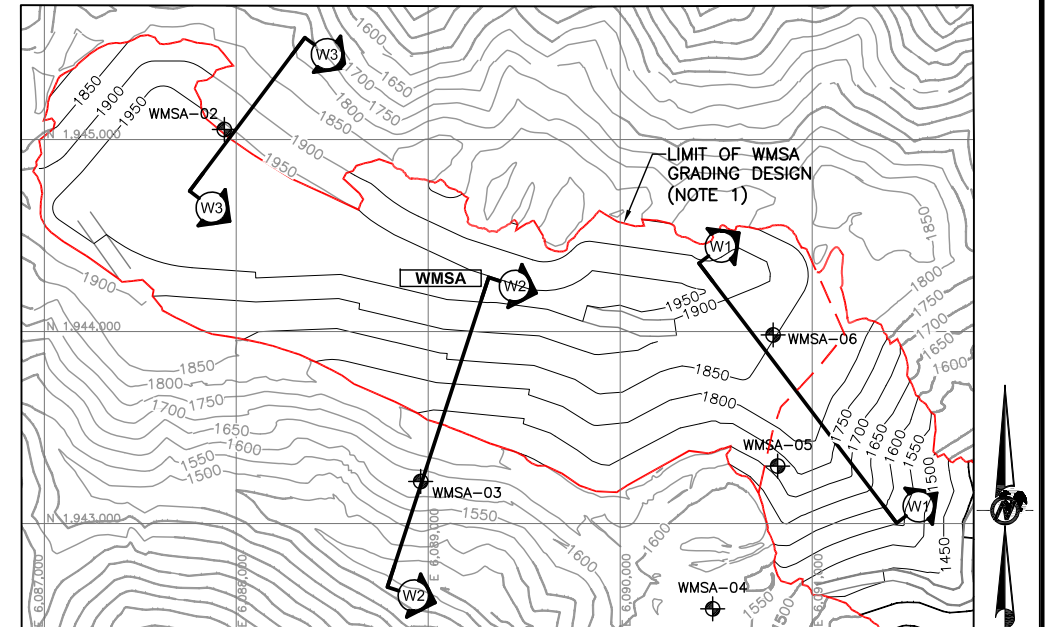 1600
1650
1700
1750
1800
1850
1900
1950
W3
1850
1900
1950
WMSA-02
N 1,945,000
W3
LIMIT OF WMSA
GRADING DESIGN
(NOTE 1)
1850
W1
WMSA
W2
1900
1950
1900
1800
1750
1700
1650
1600
N 1,944,000
WMSA-06
1850
1800
1750
1700
1650
1600
1550
1500
1850
1800
1750
1700
1650
1600
1550
1500
1450
WMSA-05
WMSA-03
W1
N 1,943,000
1550
1600
1600
WMSA-04
1550
1500
W2
E 6,087,000
E 6,088,000
E 6,089,000
E 6,090,000
E 6,091,000